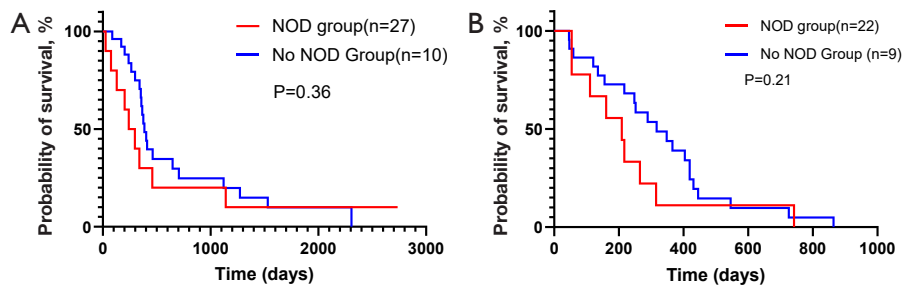 A
Probability of survival, %
100
50
0
0
1000
2000
3000
Time (days)
NOD group(n=27)
No NOD Group(n=10)
P=0.36
B
Probability of survival, %
100
50
0
0
200
400
600
800
1000
Time (days)
NOD group(n=22)
No NOD Group (n=9)
P=0.21